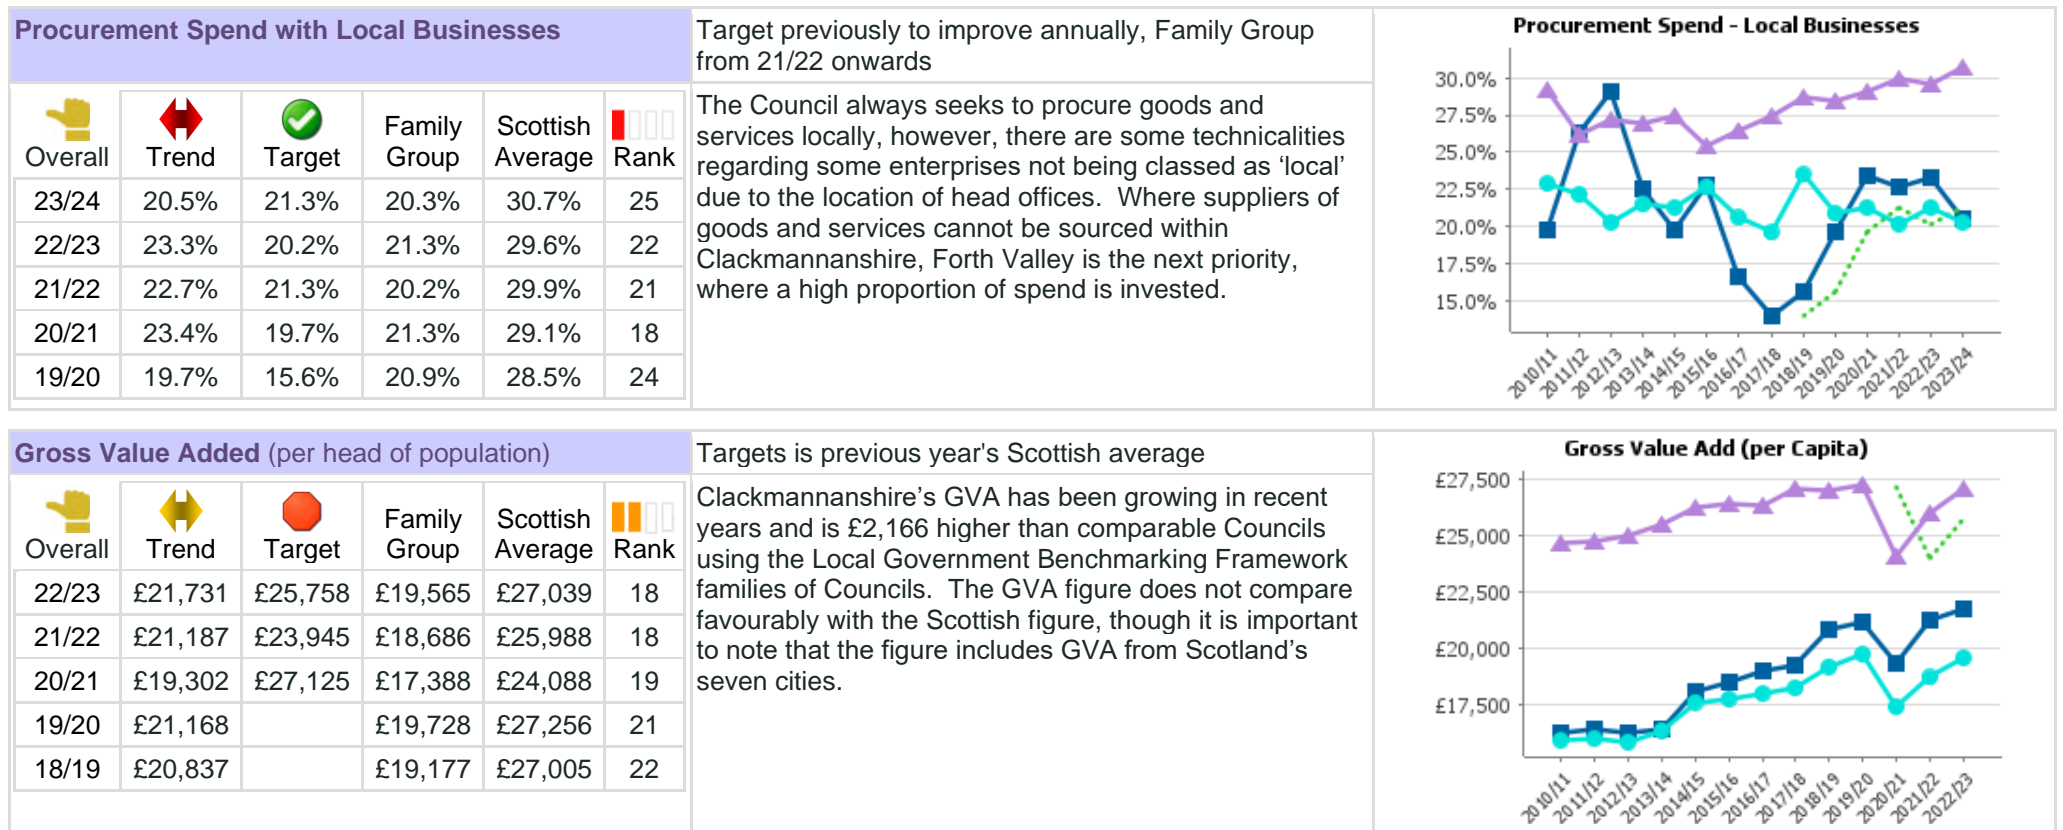 Procurement Spend with Local Businesses
Target previously to improve annually, Family Group
from 21/22 onwards
Overall Trend Target Family Group Scottish Average Rank
23/24 20.5% 21.3% 20.3% 30.7% 25
22/23 23.3% 20.2% 21.3% 29.6% 22
21/22 22.7% 21.3% 20.2% 29.9% 21
20/21 23.4% 19.7% 21.3% 29.1% 18
19/20 19.7% 15.6% 20.9% 28.5% 24
The Council always seeks to procure goods and
services locally, however, there are some technicalities
regarding some enterprises not being classed as ‘local’
due to the location of head offices.  Where suppliers of
goods and services cannot be sourced within
Clackmannanshire, Forth Valley is the next priority,
where a high proportion of spend is invested.
Procurement Spend - Local Businesses
30.0%
27.5%
25.0%
22.5%
20.0%
17.5%
15.0%
2010/11 2011/12 2012/13 2013/14 2014/15 2015/16 2016/17 2017/18 2018/19 2019/20 2020/21 2021/22 2022/23 2023/24
Gross Value Added (per head of population)
Targets is previous year's Scottish average
Overall Trend Target Family Group Scottish Average Rank
22/23 £21,731 £25,758 £19,565 £27,039 18
21/22 £21,187 £23,945 £18,686 £25,988 18
20/21 £19,302 £27,125 £17,388 £24,088 19
19/20 £21,168 £19,728 £27,256 21
18/19 £20,837 £19,177 £27,005 22
Clackmannanshire’s GVA has been growing in recent
years and is £2,166 higher than comparable Councils
using the Local Government Benchmarking Framework
families of Councils.  The GVA figure does not compare
favourably with the Scottish figure, though it is important
to note that the figure includes GVA from Scotland’s
seven cities.
Gross Value Add (per Capita)
£27,500
£25,000
£22,500
£20,000
£17,500
2010/11 2011/12 2012/13 2013/14 2014/15 2015/16 2016/17 2017/18 2018/19 2019/20 2020/21 2021/22 2022/23